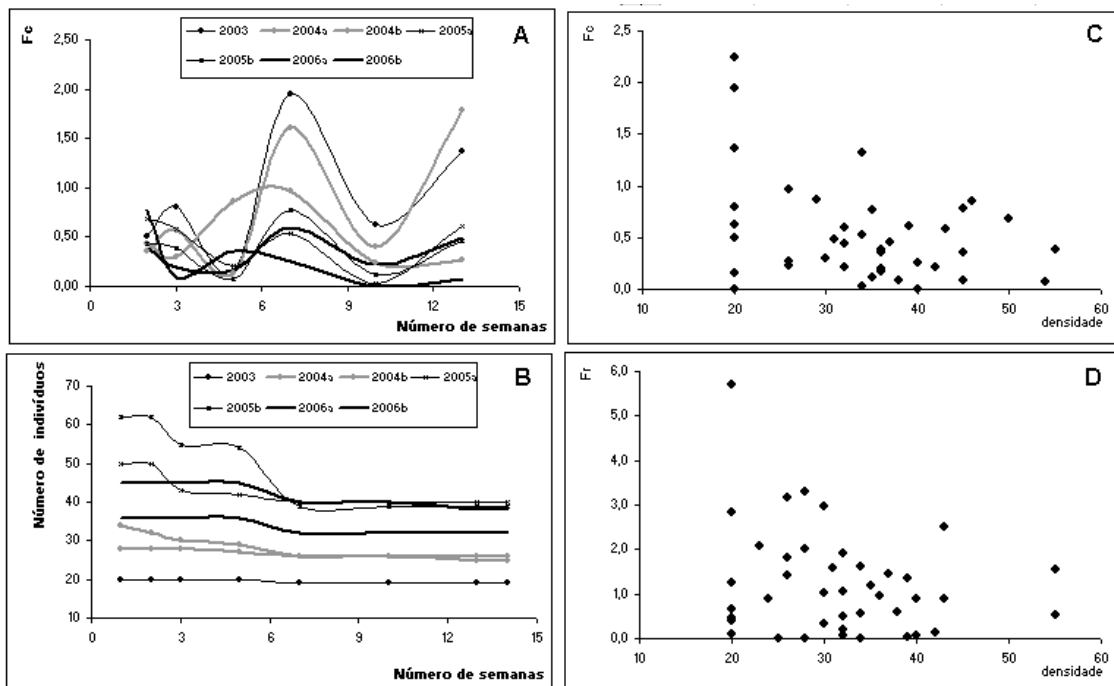 Fc
A
2003 2004a 2004b 2005a
2005b 2006a 2006b
2,50
2,00
1,50
1,00
0,50
0,00
0 3 6 9 12 15
Número de semanas
B
Número de indivíduos
2003 2004a 2004b 2005a
2005b 2006a 2006b
70
60
50
40
30
20
10
0 3 6 9 12 15
Número de semanas
C
Fc
2,5
2,0
1,5
1,0
0,5
0,0
10 20 30 40 50 60
densidade
D
Fr
6,0
5,0
4,0
3,0
2,0
1,0
0,0
10 20 30 40 50 60
densidade